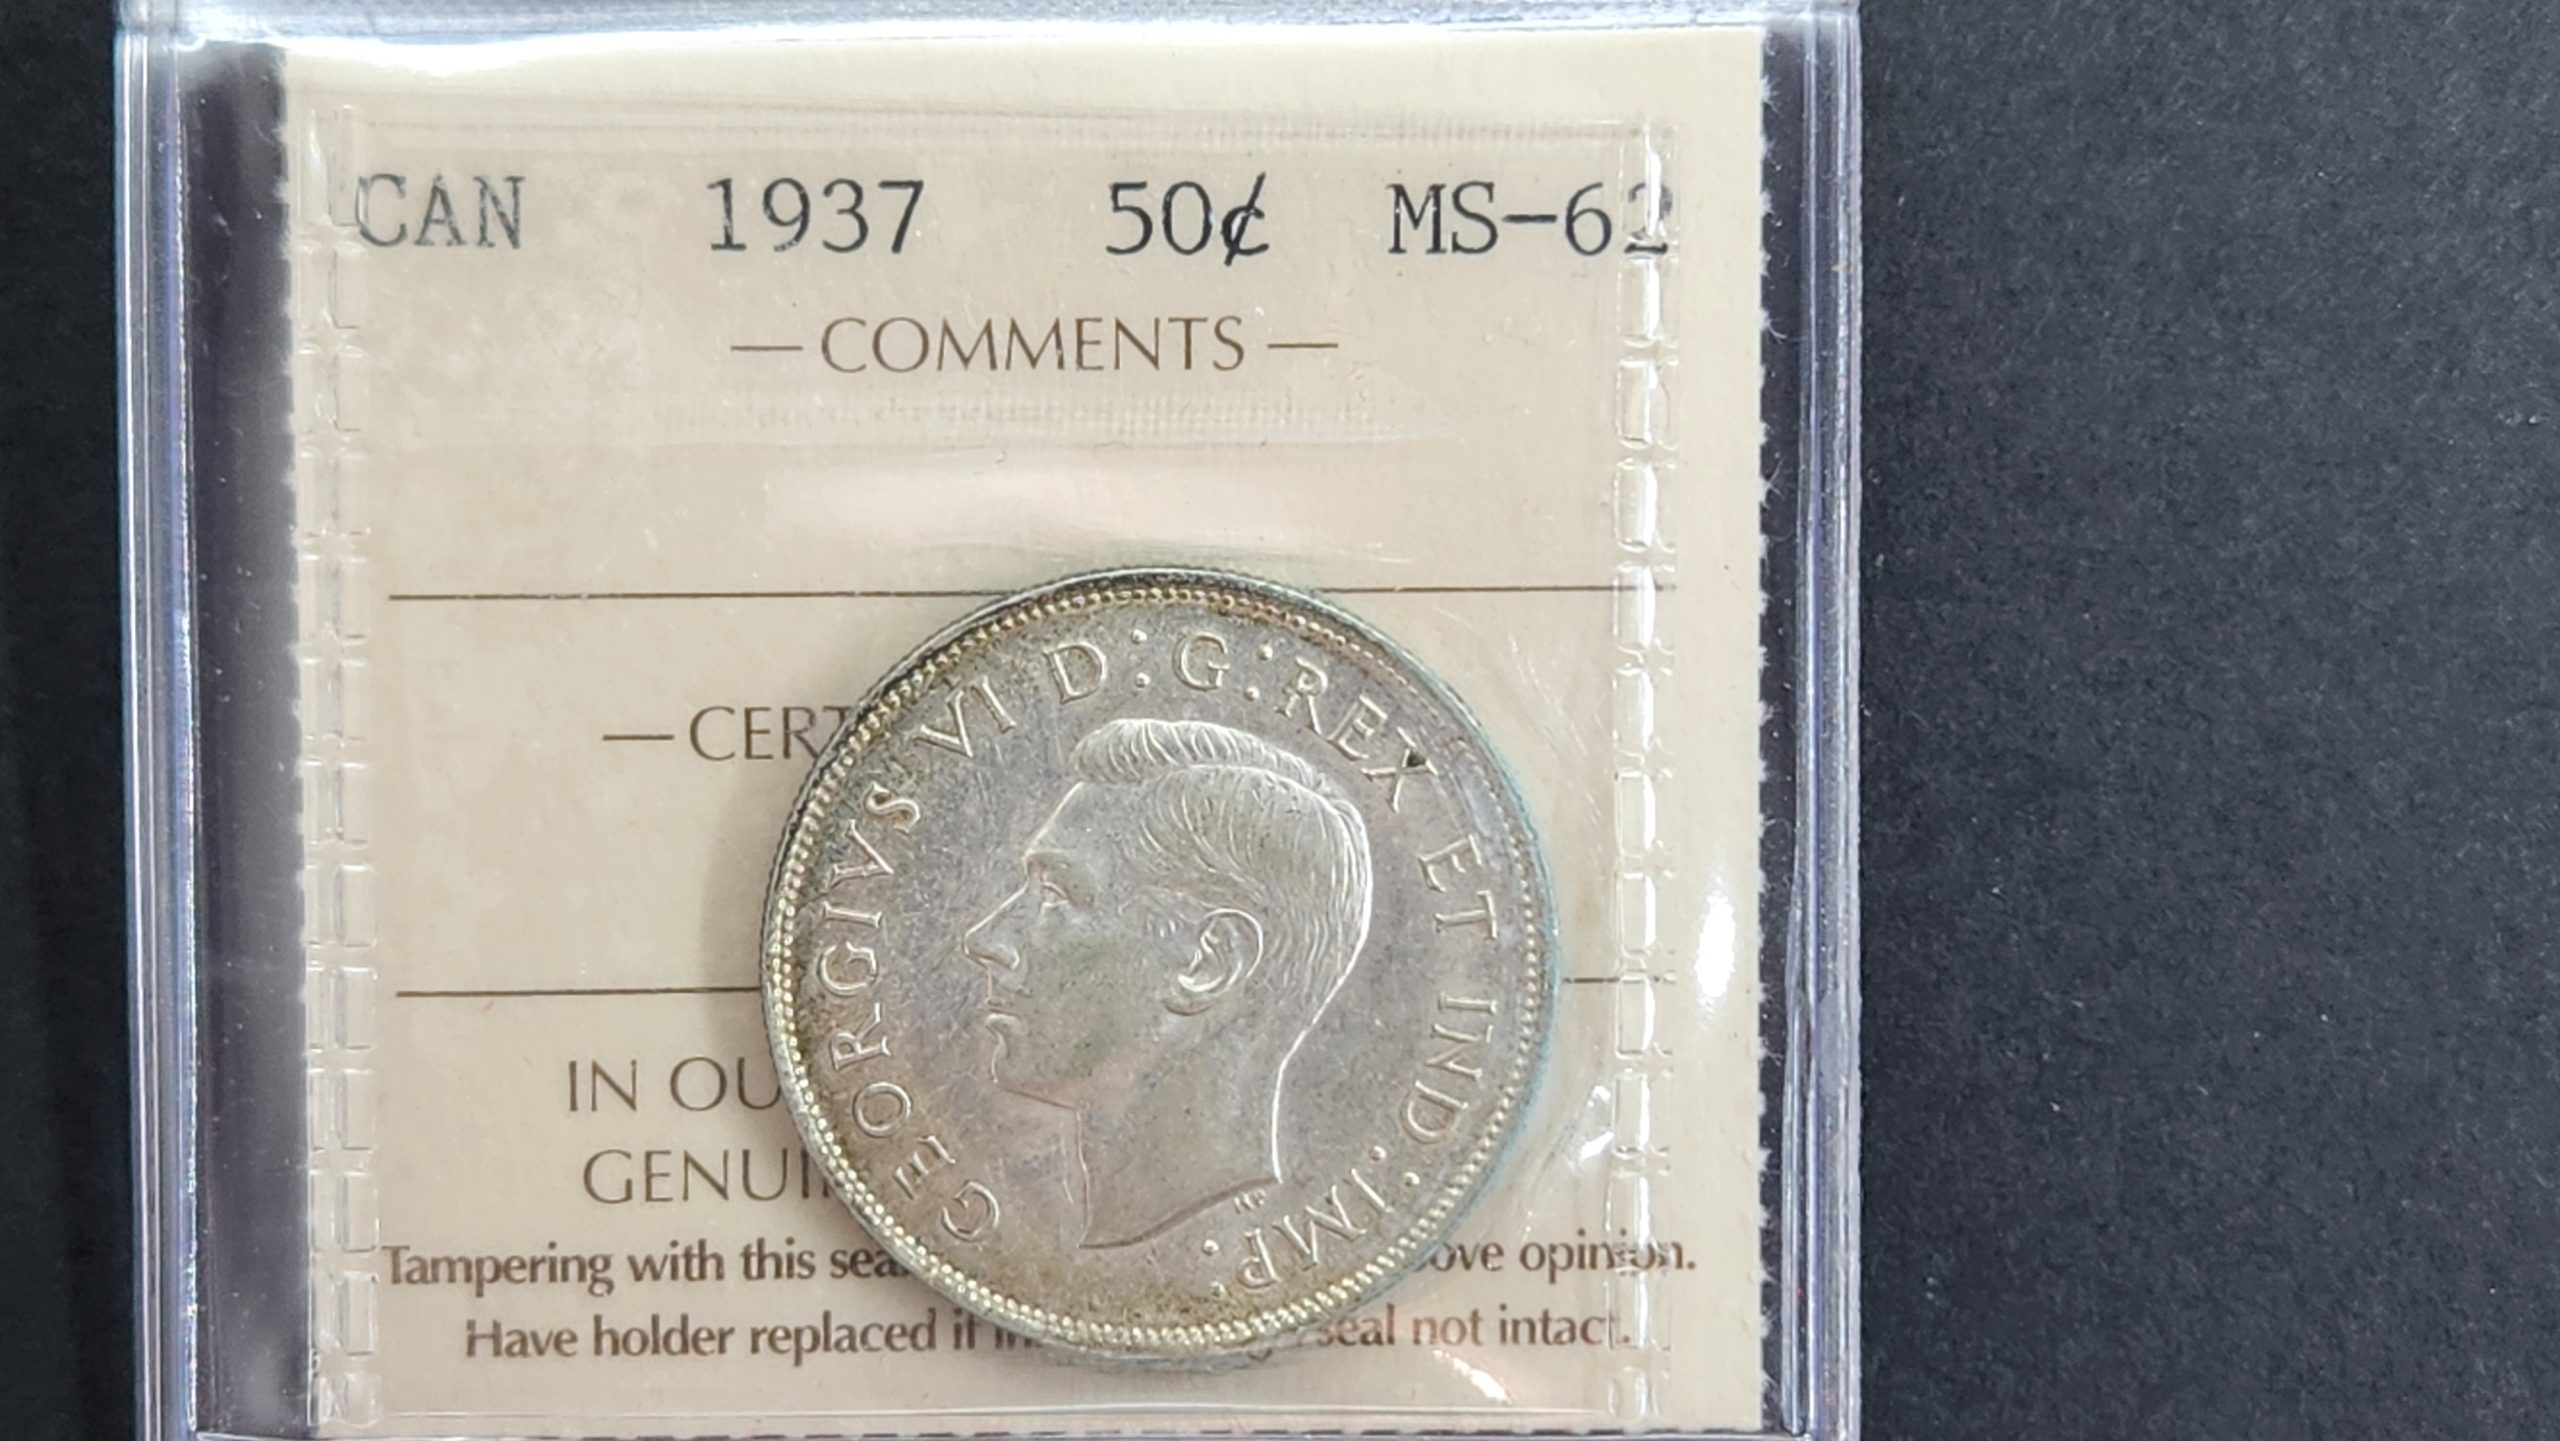 CAN 1937 50¢ MS-62
— COMMENTS —
— CERT
IN OU
GENUI
Tampering with this sea ove opinion.
Have holder replaced if seal not intact.
GEORGIVS VI D:G:REX ET IND:IMP:
HP